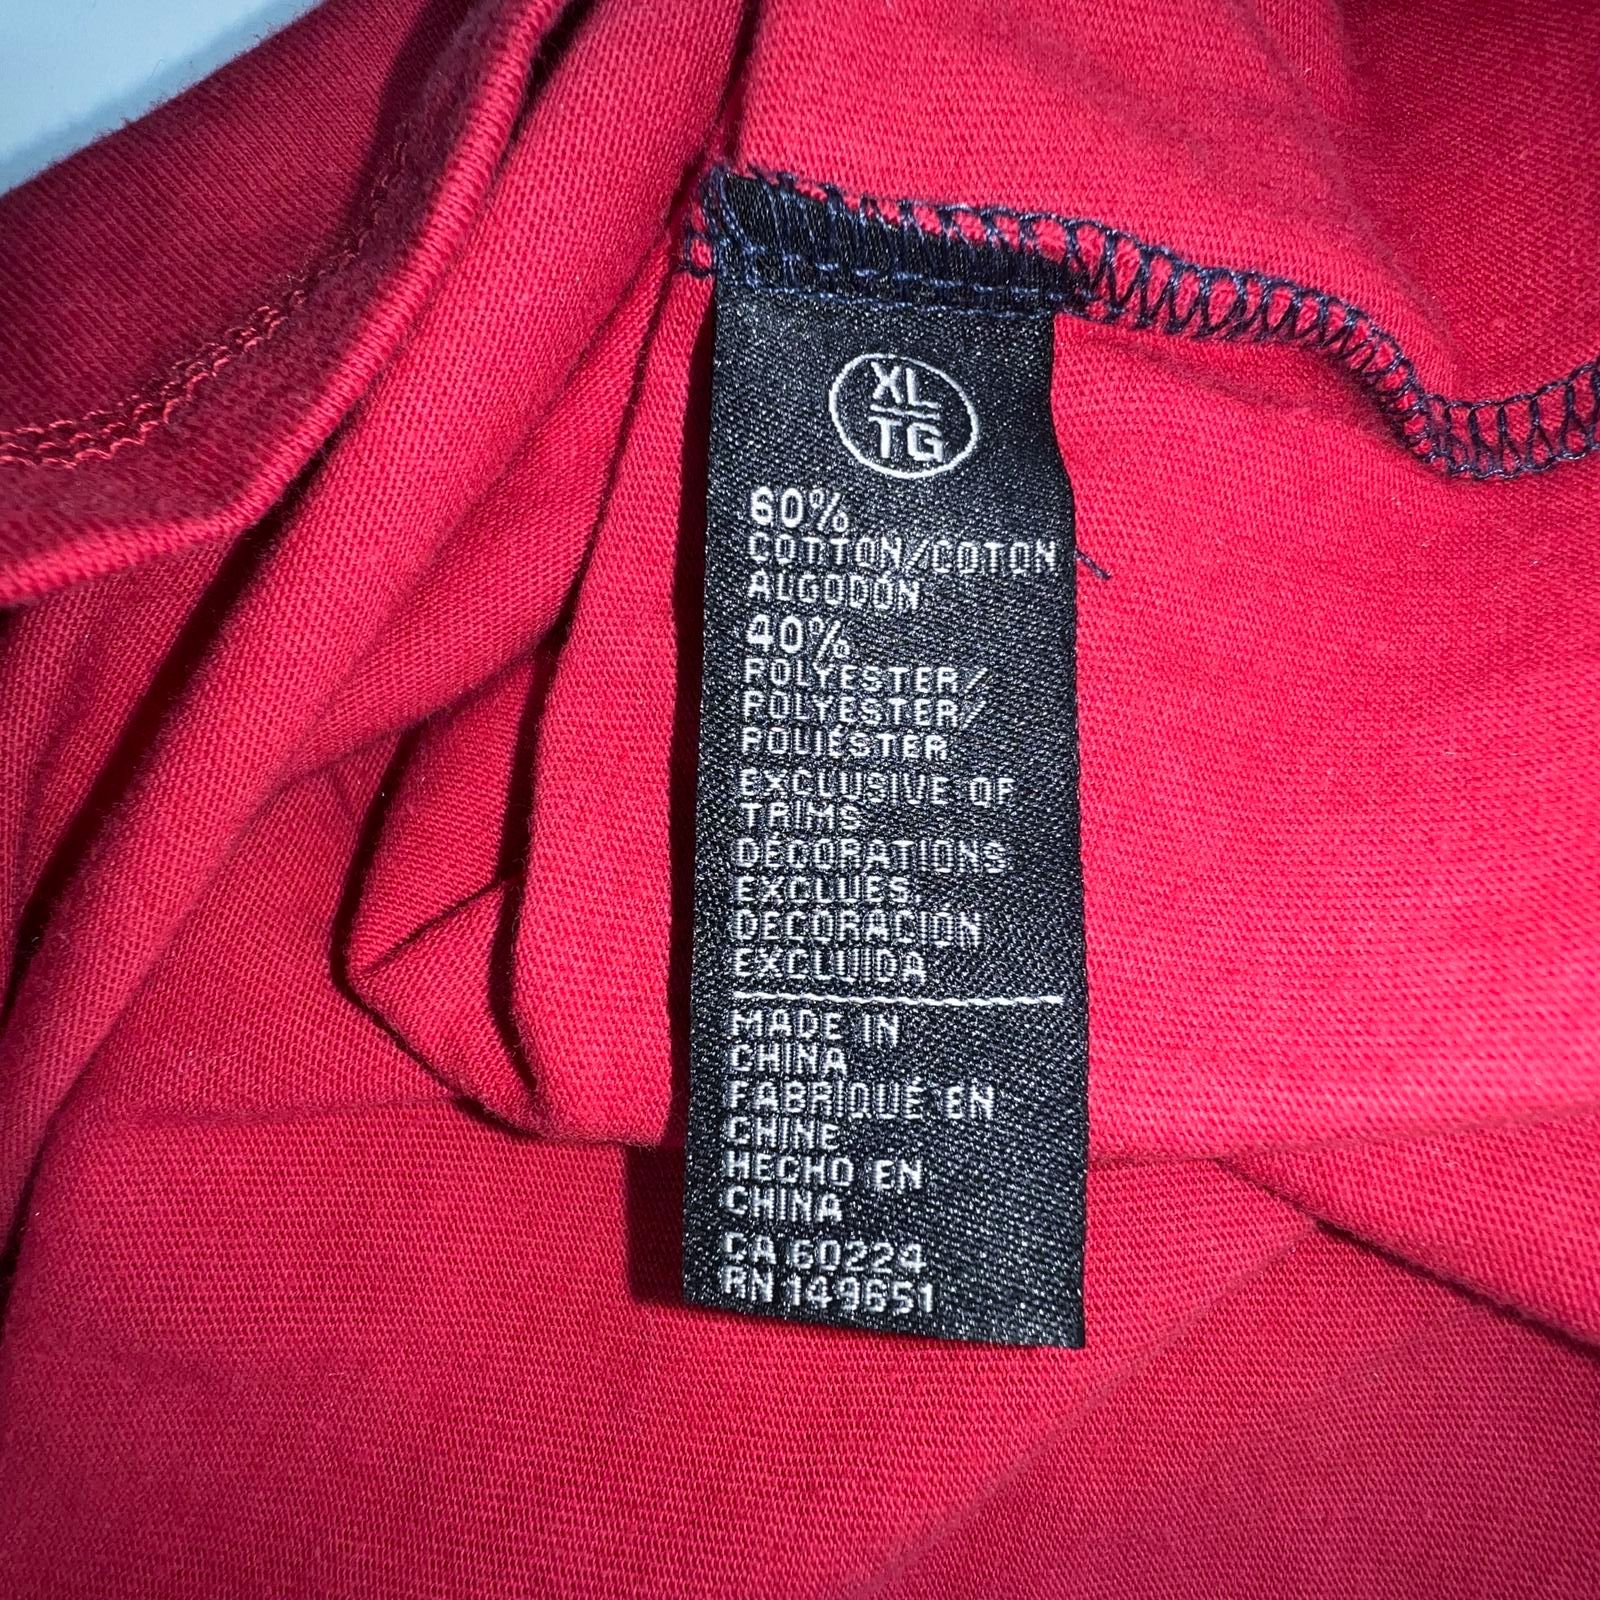 XL
TG
60%
COTTON/COTON
ALGODÓN
40%
POLYESTER/
POLYESTER/
POLIÉSTER
EXCLUSIVE OF
TRIMS
DÉCORATIONS
EXCLUES
DECORACIÓN
EXCLUIDA
MADE IN
CHINA
FABRIQUÉ EN
CHINE
HECHO EN
CHINA
CA 60224
RN 149651